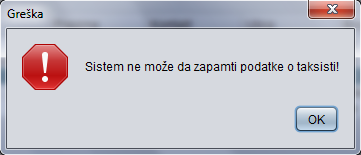 Greška
Sistem ne može da zapamti podatke o taksisti!
OK